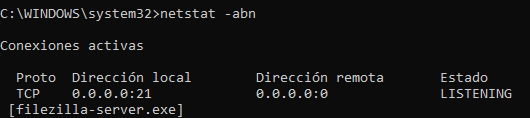 C:\WINDOWS\system32>netstat -abn
Conexiones activas
Proto Dirección local Dirección remota Estado
TCP 0.0.0.0:21 0.0.0.0:0 LISTENING
[filezilla-server.exe]